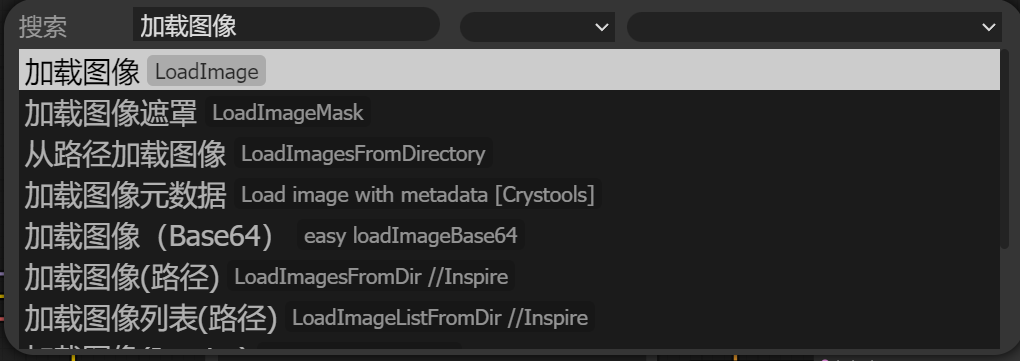 搜索 加载图像
加载图像 LoadImage
加载图像遮罩 LoadImageMask
从路径加载图像 LoadImagesFromDirectory
加载图像元数据 Load image with metadata [Crystools]
加载图像（Base64） easy loadImageBase64
加载图像(路径) LoadImagesFromDir //Inspire
加载图像列表(路径) LoadImageListFromDir //Inspire